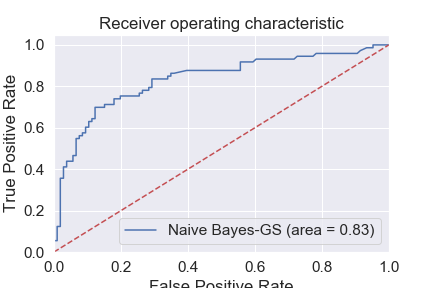 Receiver operating characteristic
True Positive Rate
1.0
0.8
0.6
0.4
0.2
0.0
Naive Bayes-GS (area = 0.83)
0.0 0.2 0.4 0.6 0.8 1.0
False Positive Rate